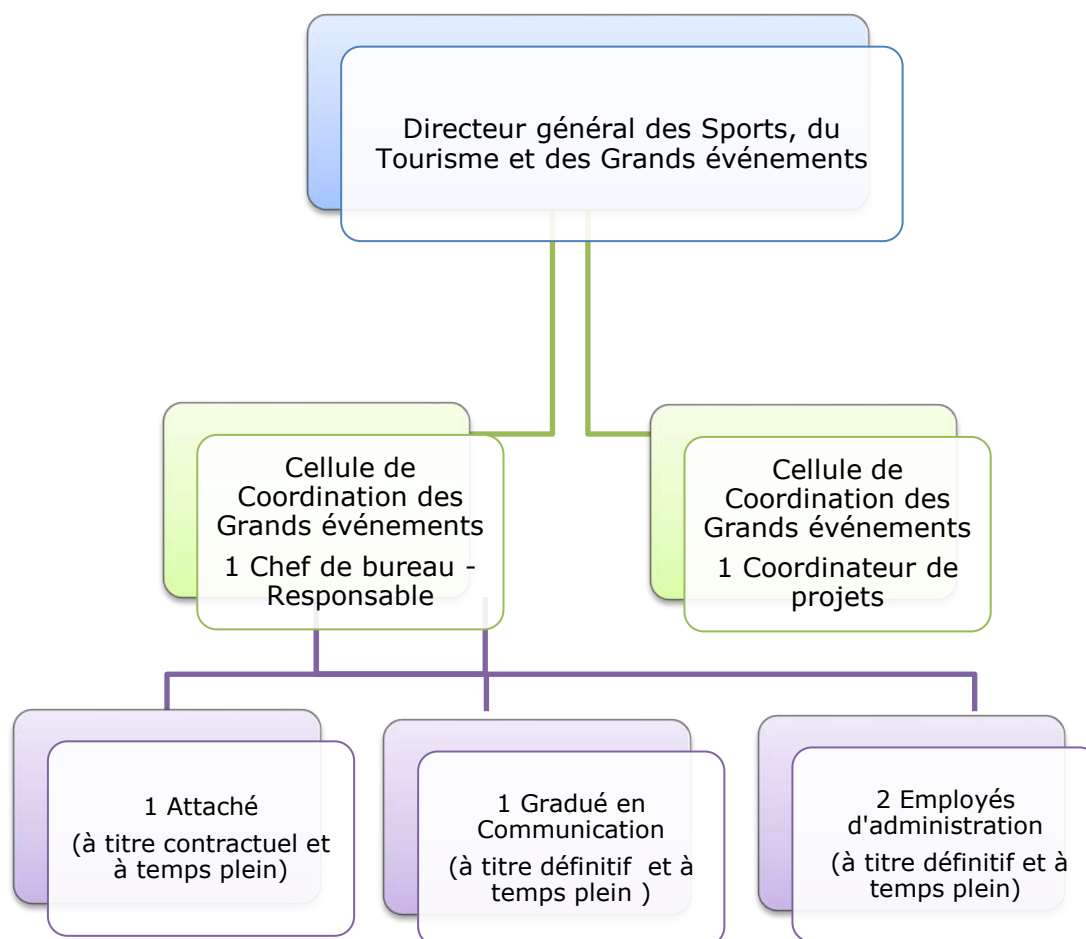 Directeur général des Sports, du
Tourisme et des Grands événements
Cellule de
Coordination des
Grands événements
1 Chef de bureau -
Responsable
Cellule de
Coordination des
Grands événements
1 Coordinateur de
projets
1 Attaché
(à titre contractuel et
à temps plein)
1 Gradué en
Communication
(à titre définitif et à
temps plein )
2 Employés
d'administration
(à titre définitif et à
temps plein)